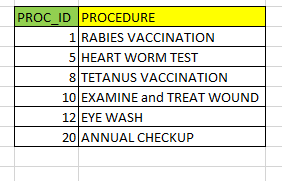 PROC_ID PROCEDURE
1 RABIES VACCINATION
5 HEART WORM TEST
8 TETANUS VACCINATION
10 EXAMINE and TREAT WOUND
12 EYE WASH
20 ANNUAL CHECKUP